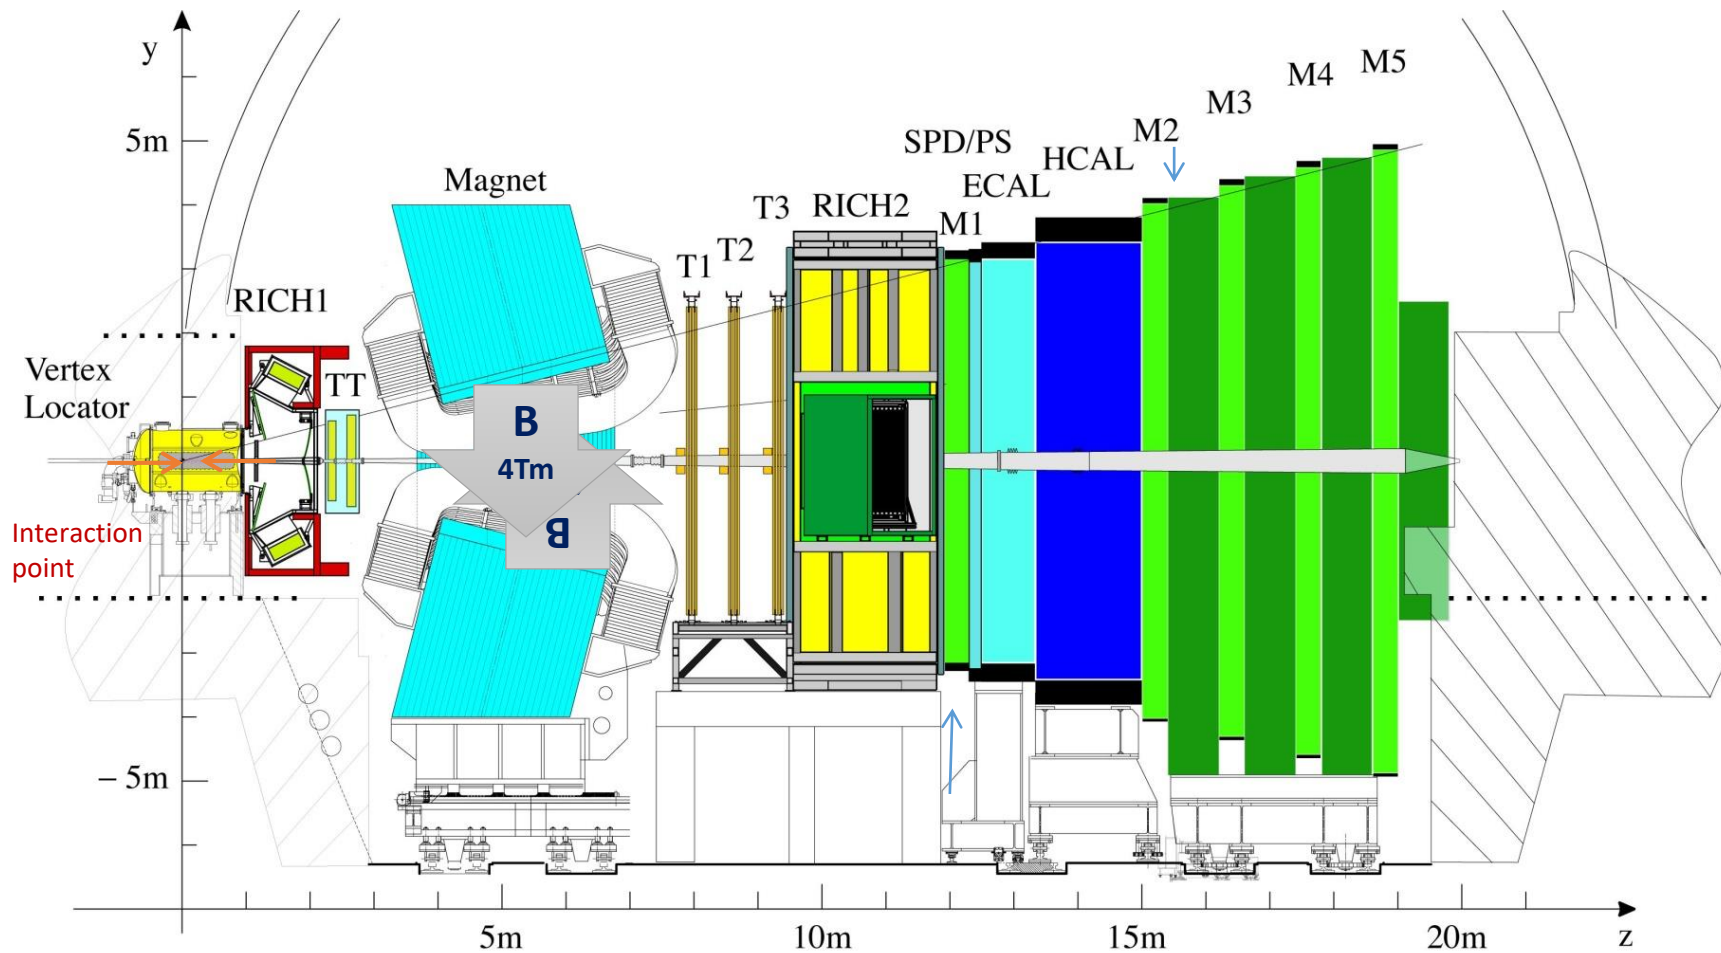 y
5m
M5
M4
M3
M2
SPD/PS
HCAL
ECAL
Magnet
T3
RICH2
M1
T2
T1
RICH1
Vertex
Locator
TT
B
4Tm
B
Interaction
point
– 5m
5m
10m
15m
20m
z